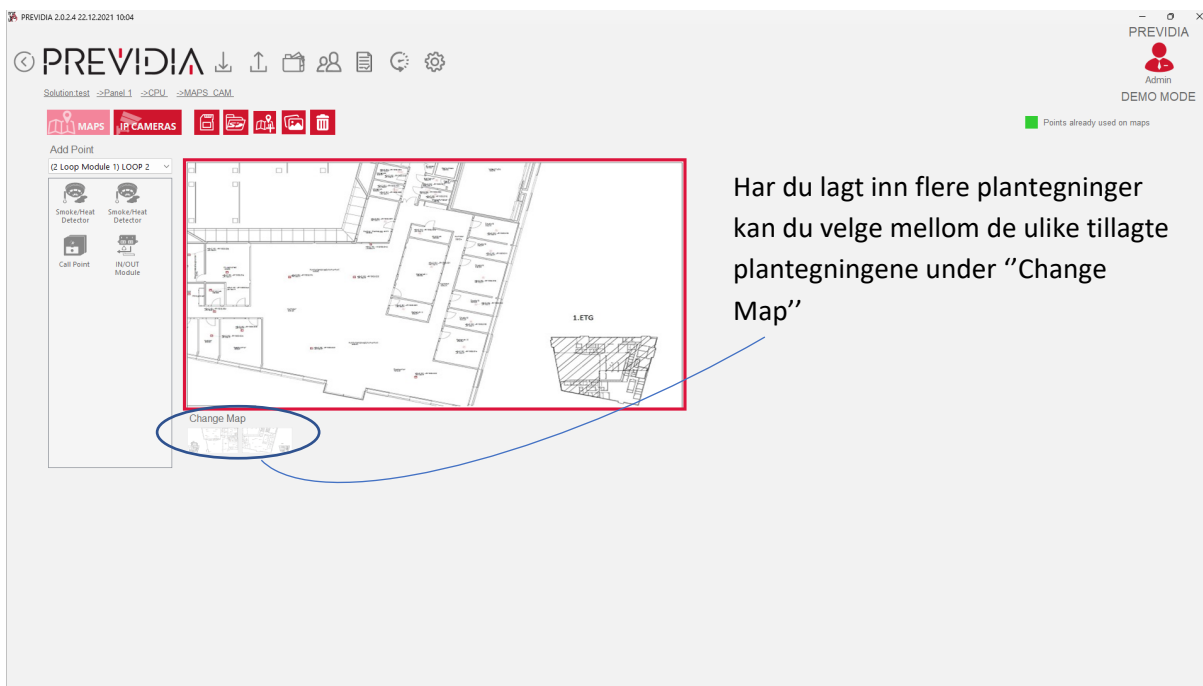 PREVIDIA 2.0.2.4 22.12.2021 10:04
PREVIDIA
PREVIDIA
Admin
DEMO MODE
Solution:test ->Panel 1 ->CPU ->MAPS_CAM
MAPS
IP CAMERAS
Points already used on maps
Add Point
(2 Loop Module 1) LOOP 2
Smoke/Heat
Detector
Smoke/Heat
Detector
Call Point
IN/OUT
Module
1.ETG
Change Map
Har du lagt inn flere plantegninger
kan du velge mellom de ulike tillagte
plantegningene under ‘’Change
Map’’